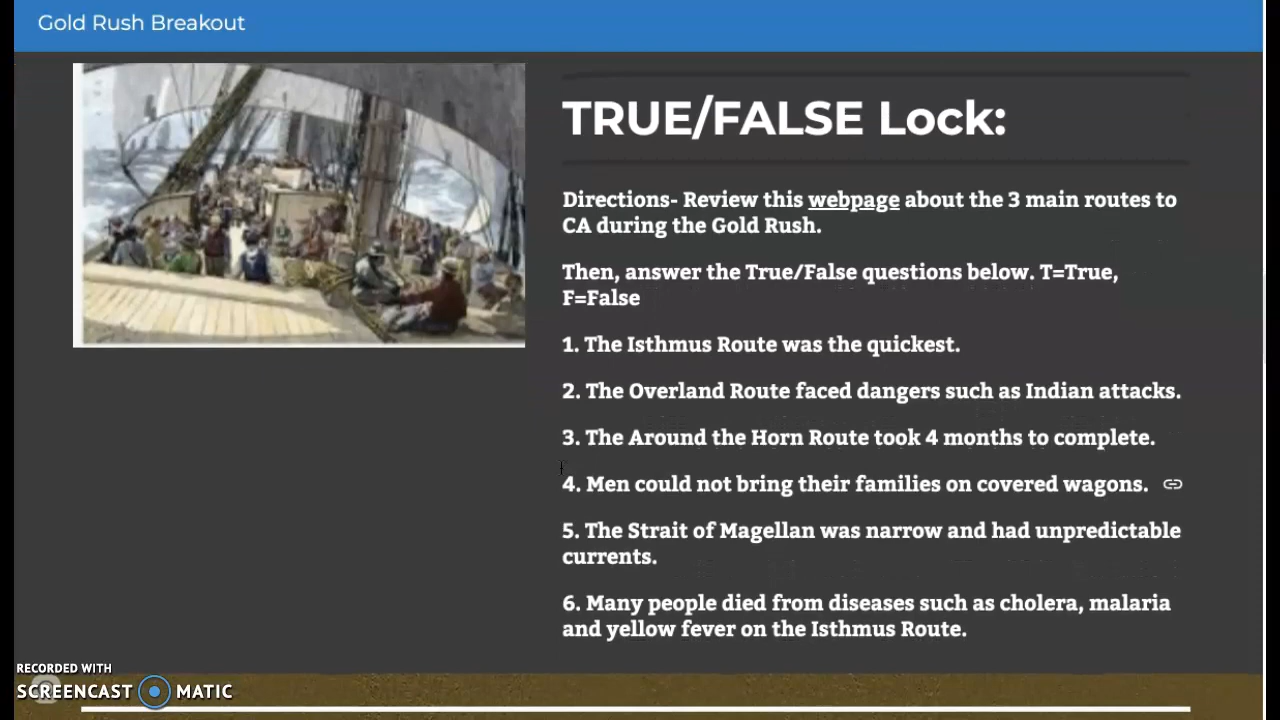 Gold Rush Breakout
TRUE/FALSE Lock:
Directions- Review this webpage about the 3 main routes to
CA during the Gold Rush.
Then, answer the True/False questions below. T=True,
F=False
1. The Isthmus Route was the quickest.
2. The Overland Route faced dangers such as Indian attacks.
3. The Around the Horn Route took 4 months to complete.
4. Men could not bring their families on covered wagons.
5. The Strait of Magellan was narrow and had unpredictable
currents.
6. Many people died from diseases such as cholera, malaria
and yellow fever on the Isthmus Route.
RECORDED WITH
SCREENCAST MATIC